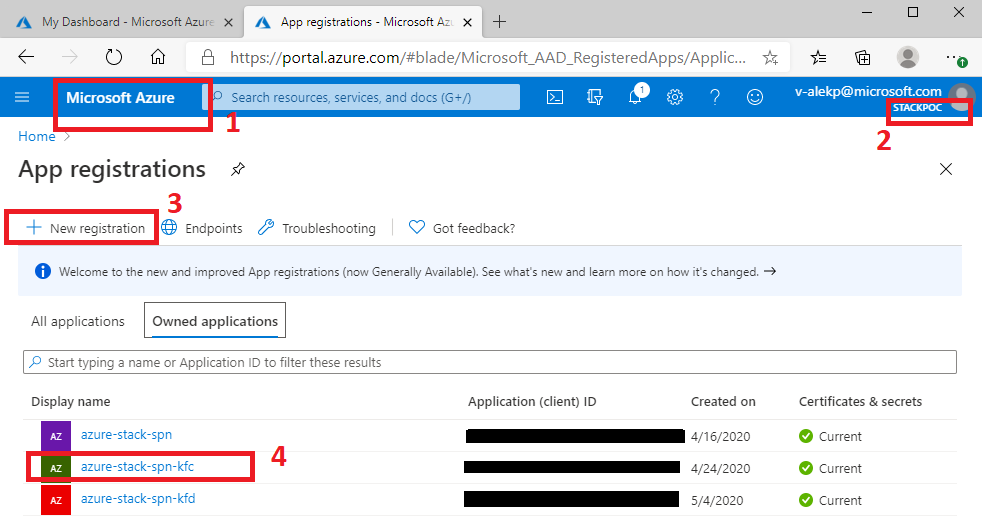 My Dashboard - Microsoft Azure
App registrations - Microsoft Azu
https://portal.azure.com/#blade/Microsoft_AAD_RegisteredApps/Applic...
Microsoft Azure
Search resources, services, and docs (G+/)
1
v-alekp@microsoft.com
STACKPOC
1
2
Home >
App registrations
3
New registration
Endpoints
Troubleshooting
Got feedback?
Welcome to the new and improved App registrations (now Generally Available). See what's new and learn more on how it's changed. →
All applications
Owned applications
Start typing a name or Application ID to filter these results
Display name Application (client) ID Created on Certificates & secrets
AZ azure-stack-spn 4/16/2020 Current
AZ azure-stack-spn-kfc 4/24/2020 Current
4
AZ azure-stack-spn-kfd 5/4/2020 Current